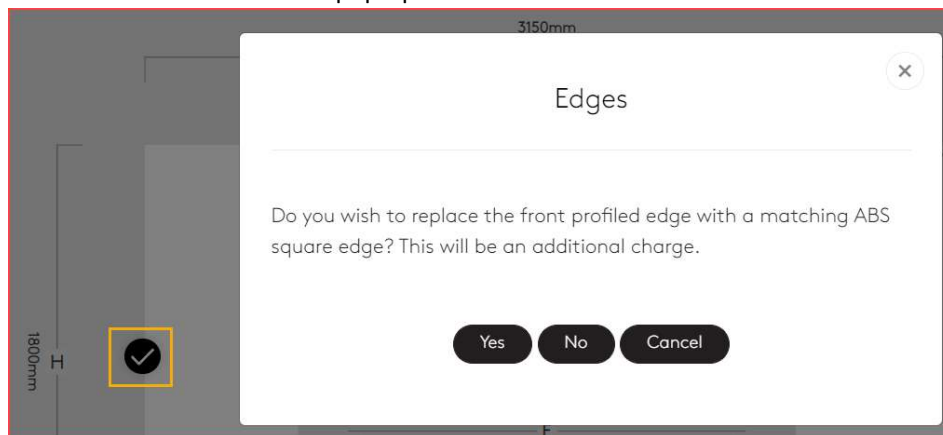 3150mm
Edges
Do you wish to replace the front profiled edge with a matching ABS
square edge? This will be an additional charge.
Yes No Cancel
1800mm
H